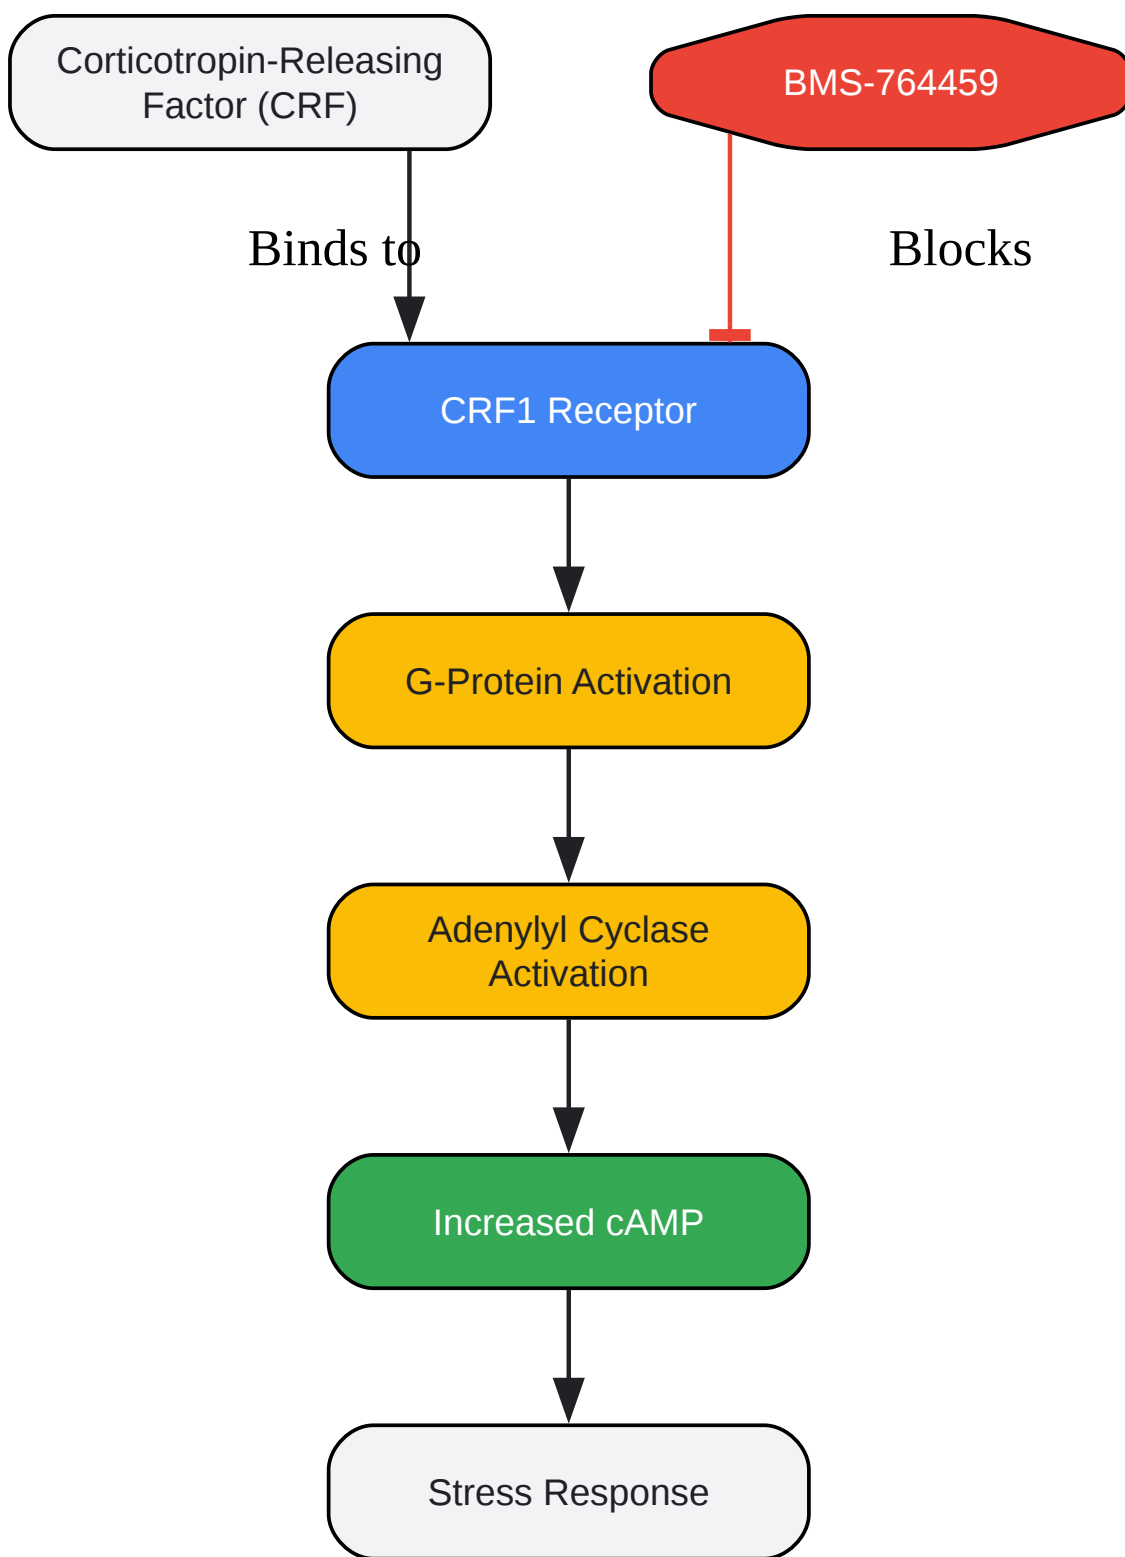 Corticotropin-Releasing
Factor (CRF)
BMS-764459
Binds to
Blocks
CRF1 Receptor
G-Protein Activation
Adenylyl Cyclase
Activation
Increased cAMP
Stress Response